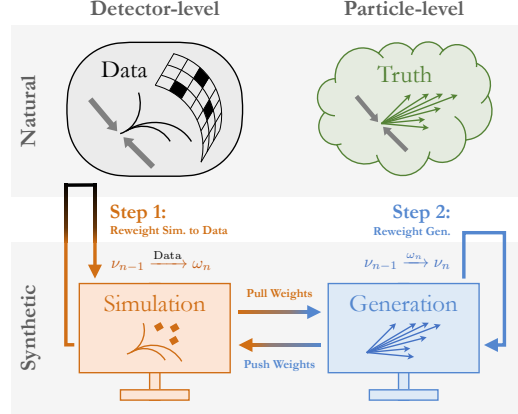 Detector-level
Particle-level
Natural
Data
Truth
Step 1:
Reweight Sim. to Data
Step 2:
Reweight Gen.
Synthetic
νₙ₋₁ —Data→ ωₙ
νₙ₋₁ —ωₙ→ νₙ
Simulation
Pull Weights
Generation
Push Weights